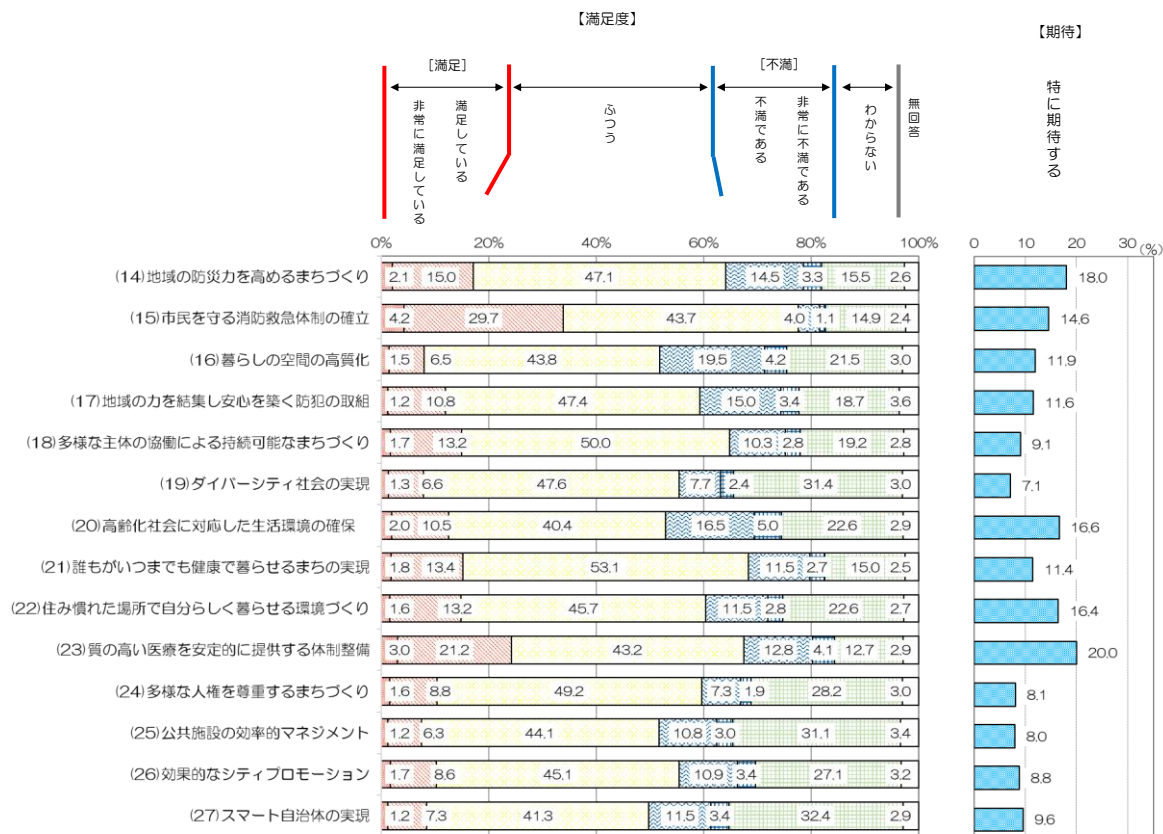 【満足度】
【期待】
[満足]
[不満]
非常に満足している
満足している
ふつう
不満である
非常に不満である
わからない
無回答
特に期待する
0% 20% 40% 60% 80% 100%
0 10 20 30 (%)
(14)地域の防災力を高めるまちづくり 2.1 15.0 47.1 14.5 3.3 15.5 2.6 18.0
(15)市民を守る消防救急体制の確立 4.2 29.7 43.7 4.0 1.1 14.9 2.4 14.6
(16)暮らしの空間の高質化 1.5 6.5 43.8 19.5 4.2 21.5 3.0 11.9
(17)地域の力を結集し安心を築く防犯の取組 1.2 10.8 47.4 15.0 3.4 18.7 3.6 11.6
(18)多様な主体の協働による持続可能なまちづくり 1.7 13.2 50.0 10.3 2.8 19.2 2.8 9.1
(19)ダイバーシティ社会の実現 1.3 6.6 47.6 7.7 2.4 31.4 3.0 7.1
(20)高齢化社会に対応した生活環境の確保 2.0 10.5 40.4 16.5 5.0 22.6 2.9 16.6
(21)誰もがいつまでも健康で暮らせるまちの実現 1.8 13.4 53.1 11.5 2.7 15.0 2.5 11.4
(22)住み慣れた場所で自分らしく暮らせる環境づくり 1.6 13.2 45.7 11.5 2.8 22.6 2.7 16.4
(23)質の高い医療を安定的に提供する体制整備 3.0 21.2 43.2 12.8 4.1 12.7 2.9 20.0
(24)多様な人権を尊重するまちづくり 1.6 8.8 49.2 7.3 1.9 28.2 3.0 8.1
(25)公共施設の効率的マネジメント 1.2 6.3 44.1 10.8 3.0 31.1 3.4 8.0
(26)効果的なシティプロモーション 1.7 8.6 45.1 10.9 3.4 27.1 3.2 8.8
(27)スマート自治体の実現 1.2 7.3 41.3 11.5 3.4 32.4 2.9 9.6